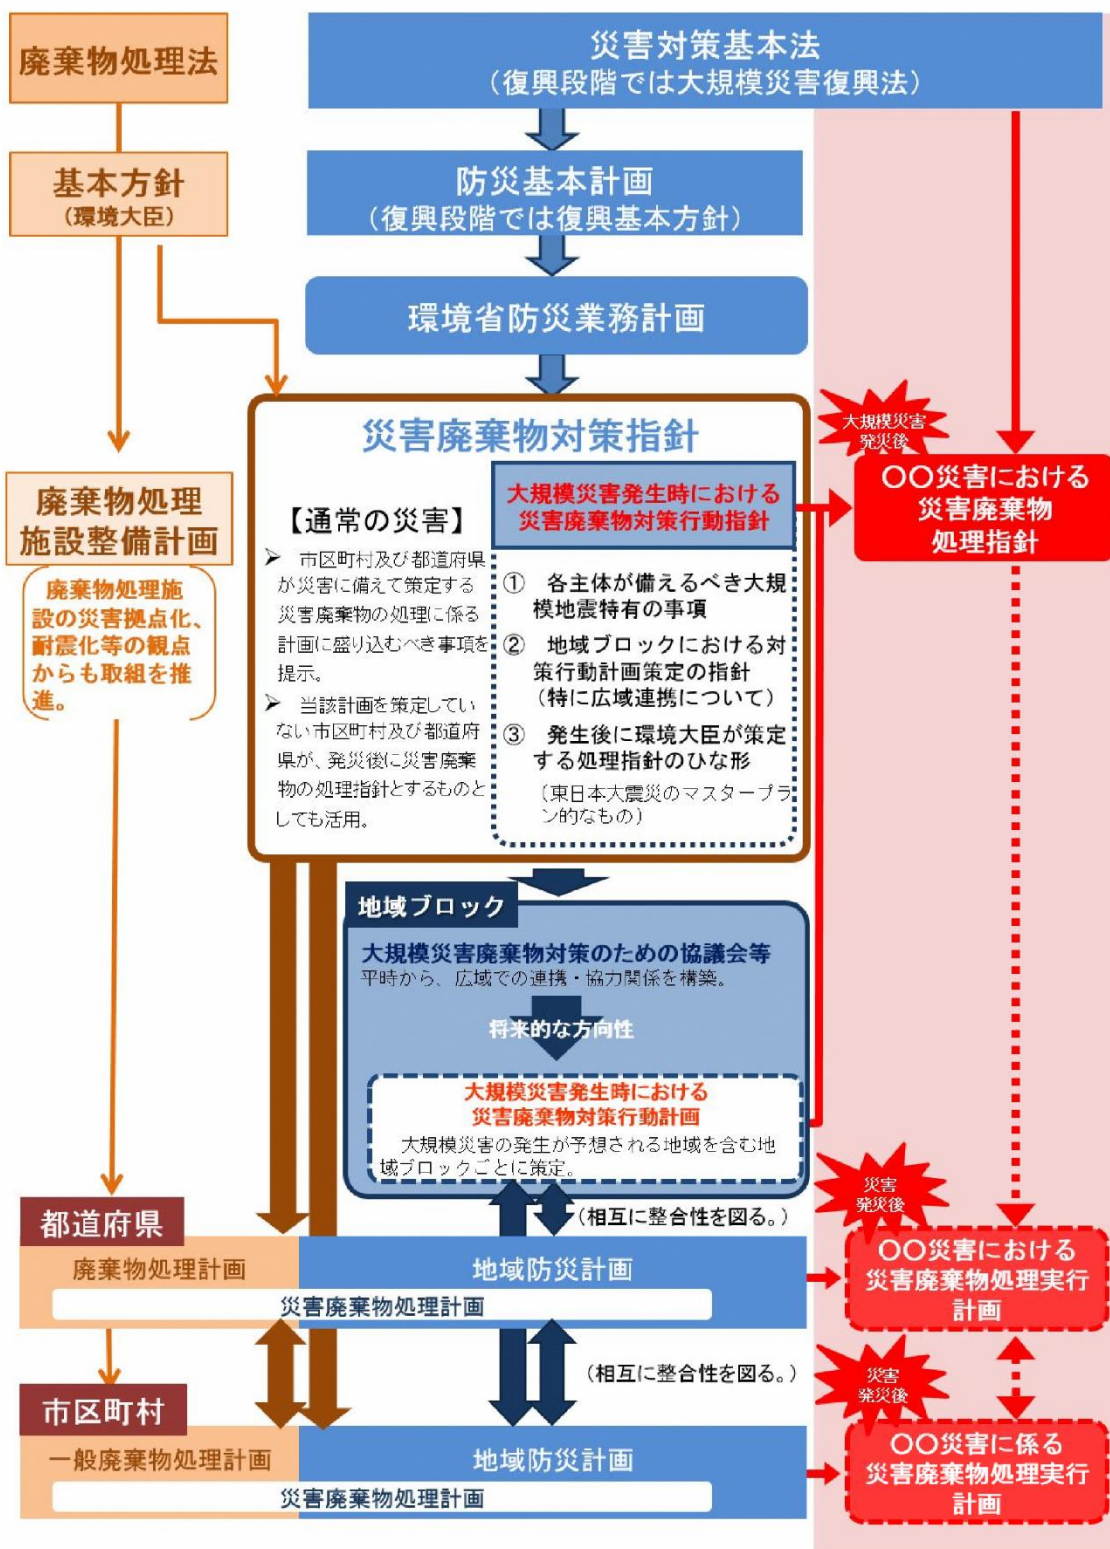 廃棄物処理法
災害対策基本法
(復興段階では大規模災害復興法)
基本方針
(環境大臣)
防災基本計画
(復興段階では復興基本方針)
環境省防災業務計画
災害廃棄物対策指針
廃棄物処理
施設整備計画
廃棄物処理施
設の災害拠点化、
耐震化等の観点
からも取組を推
進。
【通常の災害】
➢ 市区町村及び都道府県
が災害に備えて策定する
災害廃棄物の処理に係る
計画に盛り込むべき事項を
提示。
➢ 当該計画を策定してい
ない市区町村及び都道府
県が、発災後に災害廃棄
物の処理指針とするものと
しても活用。
大規模災害発生時における
災害廃棄物対策行動指針
① 各主体が備えるべき大規
模地震特有の事項
② 地域ブロックにおける対
策行動計画策定の指針
(特に広域連携について)
③ 発生後に環境大臣が策定
する処理指針のひな形
(東日本大震災のマスタープラ
ン的なもの)
大規模災害
発災後
〇〇災害における
災害廃棄物
処理指針
地域ブロック
大規模災害廃棄物対策のための協議会等
平時から、広域での連携・協力関係を構築。
将来的な方向性
大規模災害発生時における
災害廃棄物対策行動計画
大規模災害の発生が予想される地域を含む地
域ブロックごとに策定。
(相互に整合性を図る。)
都道府県
廃棄物処理計画
地域防災計画
災害廃棄物処理計画
災害
発災後
〇〇災害における
災害廃棄物処理実行
計画
(相互に整合性を図る。)
市区町村
一般廃棄物処理計画
地域防災計画
災害廃棄物処理計画
災害
発災後
〇〇災害に係る
災害廃棄物処理実行
計画